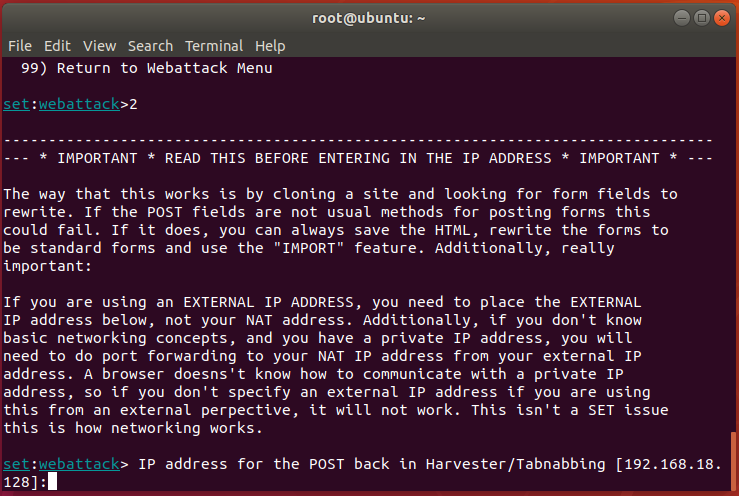 root@ubuntu: ~
File Edit View Search Terminal Help
99) Return to Webattack Menu
set:webattack>2
-------------------------------------------------------------------------------
--- * IMPORTANT * READ THIS BEFORE ENTERING IN THE IP ADDRESS * IMPORTANT * ---
The way that this works is by cloning a site and looking for form fields to
rewrite. If the POST fields are not usual methods for posting forms this
could fail. If it does, you can always save the HTML, rewrite the forms to
be standard forms and use the "IMPORT" feature. Additionally, really
important:
If you are using an EXTERNAL IP ADDRESS, you need to place the EXTERNAL
IP address below, not your NAT address. Additionally, if you don't know
basic networking concepts, and you have a private IP address, you will
need to do port forwarding to your NAT IP address from your external IP
address. A browser doesns't know how to communicate with a private IP
address, so if you don't specify an external IP address if you are using
this from an external perpective, it will not work. This isn't a SET issue
this is how networking works.
set:webattack> IP address for the POST back in Harvester/Tabnabbing [192.168.18.
128]: